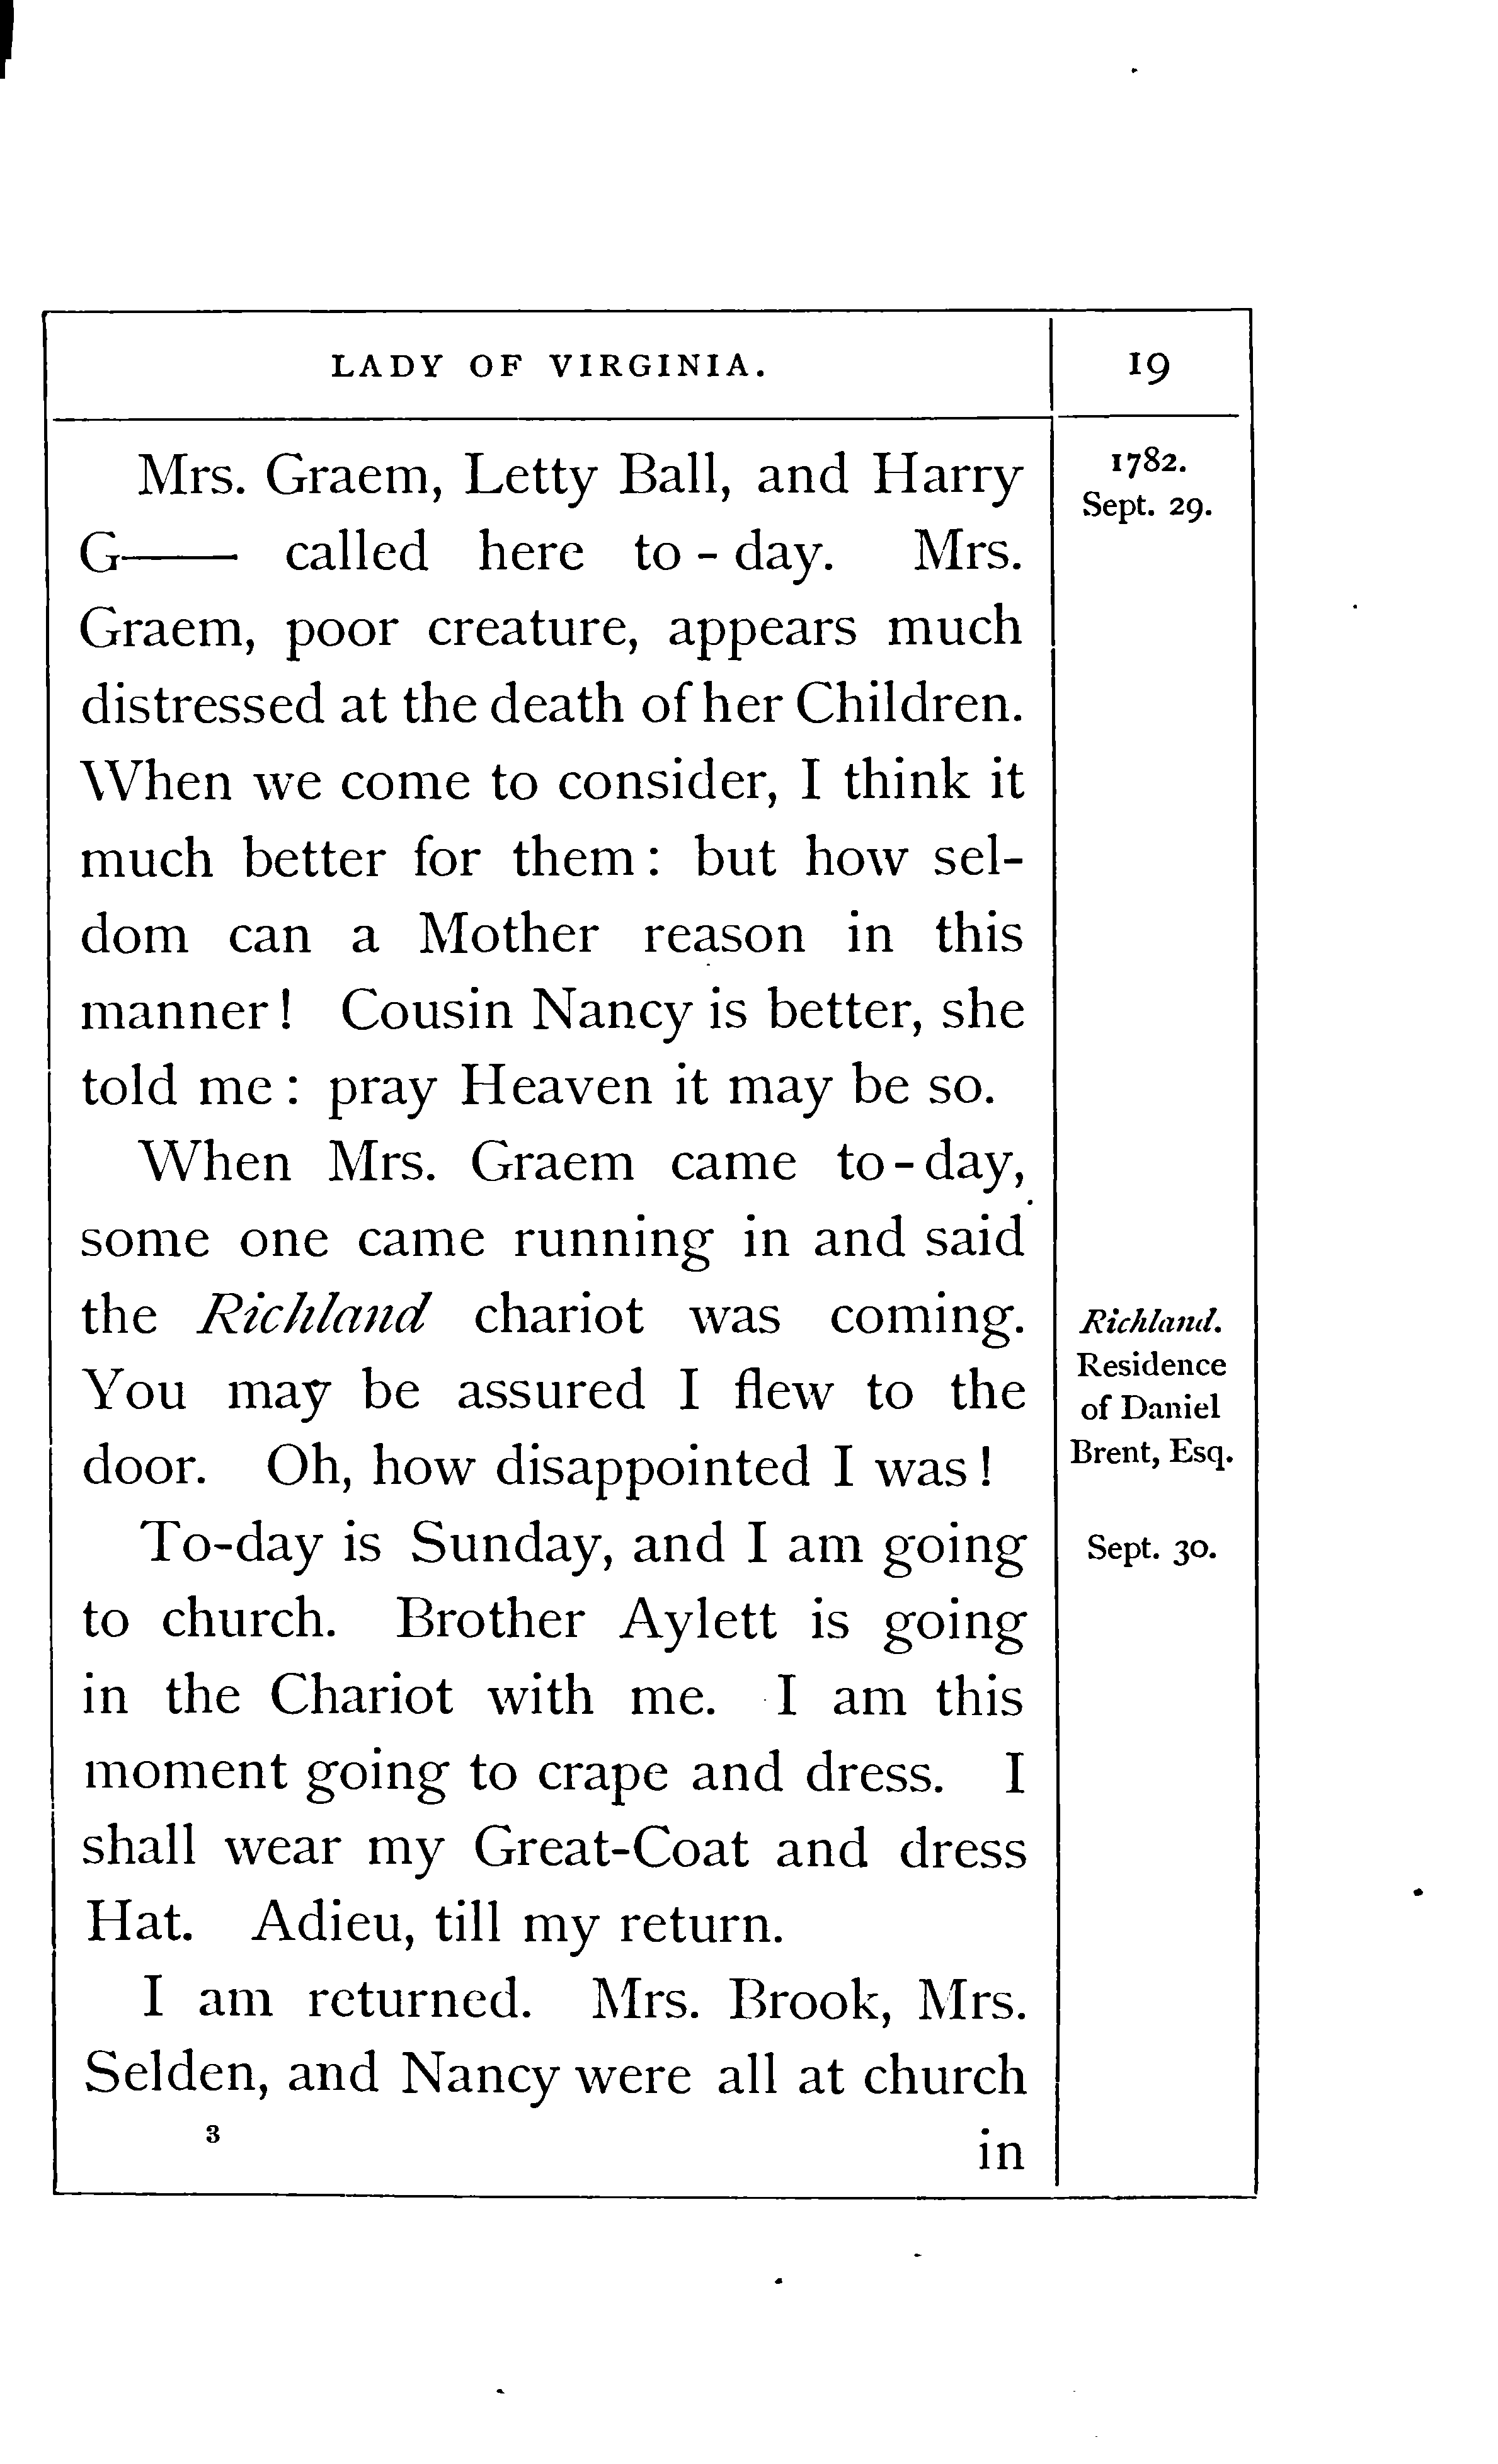 LADY OF VIRGINIA.
19
Mrs. Graem, Letty Ball, and Harry
G—— called here to-day. Mrs.
Graem, poor creature, appears much
distressed at the death of her Children.
When we come to consider, I think it
much better for them: but how sel-
dom can a Mother reason in this
manner! Cousin Nancy is better, she
told me: pray Heaven it may be so.
When Mrs. Graem came to-day,
some one came running in and said
the Richland chariot was coming.
You may be assured I flew to the
door. Oh, how disappointed I was!
To-day is Sunday, and I am going
to church. Brother Aylett is going
in the Chariot with me. I am this
moment going to crape and dress. I
shall wear my Great-Coat and dress
Hat. Adieu, till my return.
I am returned. Mrs. Brook, Mrs.
Selden, and Nancy were all at church
3
in
1782.
Sept. 29.
Richland.
Residence
of Daniel
Brent, Esq.
Sept. 30.